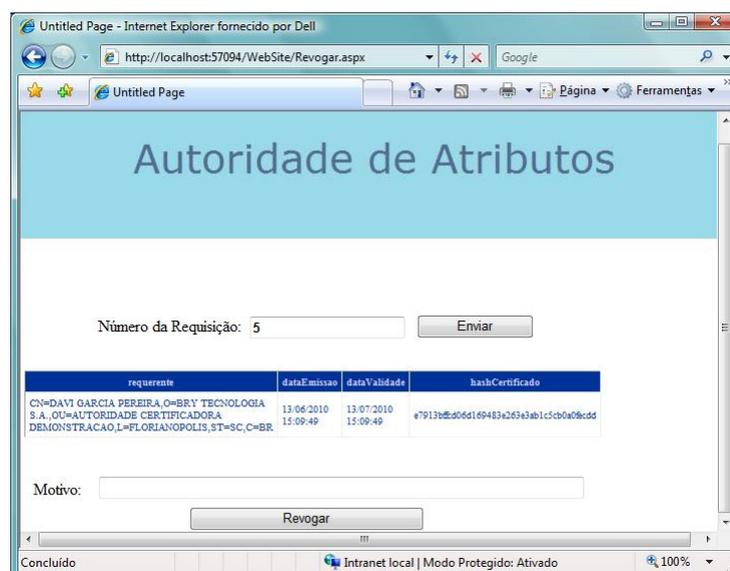 Untitled Page - Internet Explorer fornecido por Dell
http://localhost:57094/WebSite/Revogar.aspx
Google
Untitled Page
Página
Ferramentas
Autoridade de Atributos
Número da Requisição: 5 Enviar
requerente dataEmissao dataValidade hashCertificado
CN=DAVI GARCIA PEREIRA,O=BRY TECNOLOGIA
S.A.,OU=AUTORIDADE CERTIFICADORA
DEMONSTRACAO,L=FLORIANOPOLIS,ST=SC,C=BR
13/06/2010
15:09:49
13/07/2010
15:09:49
Motivo:
Revogar
Concluído
Intranet local | Modo Protegido: Ativado
100%